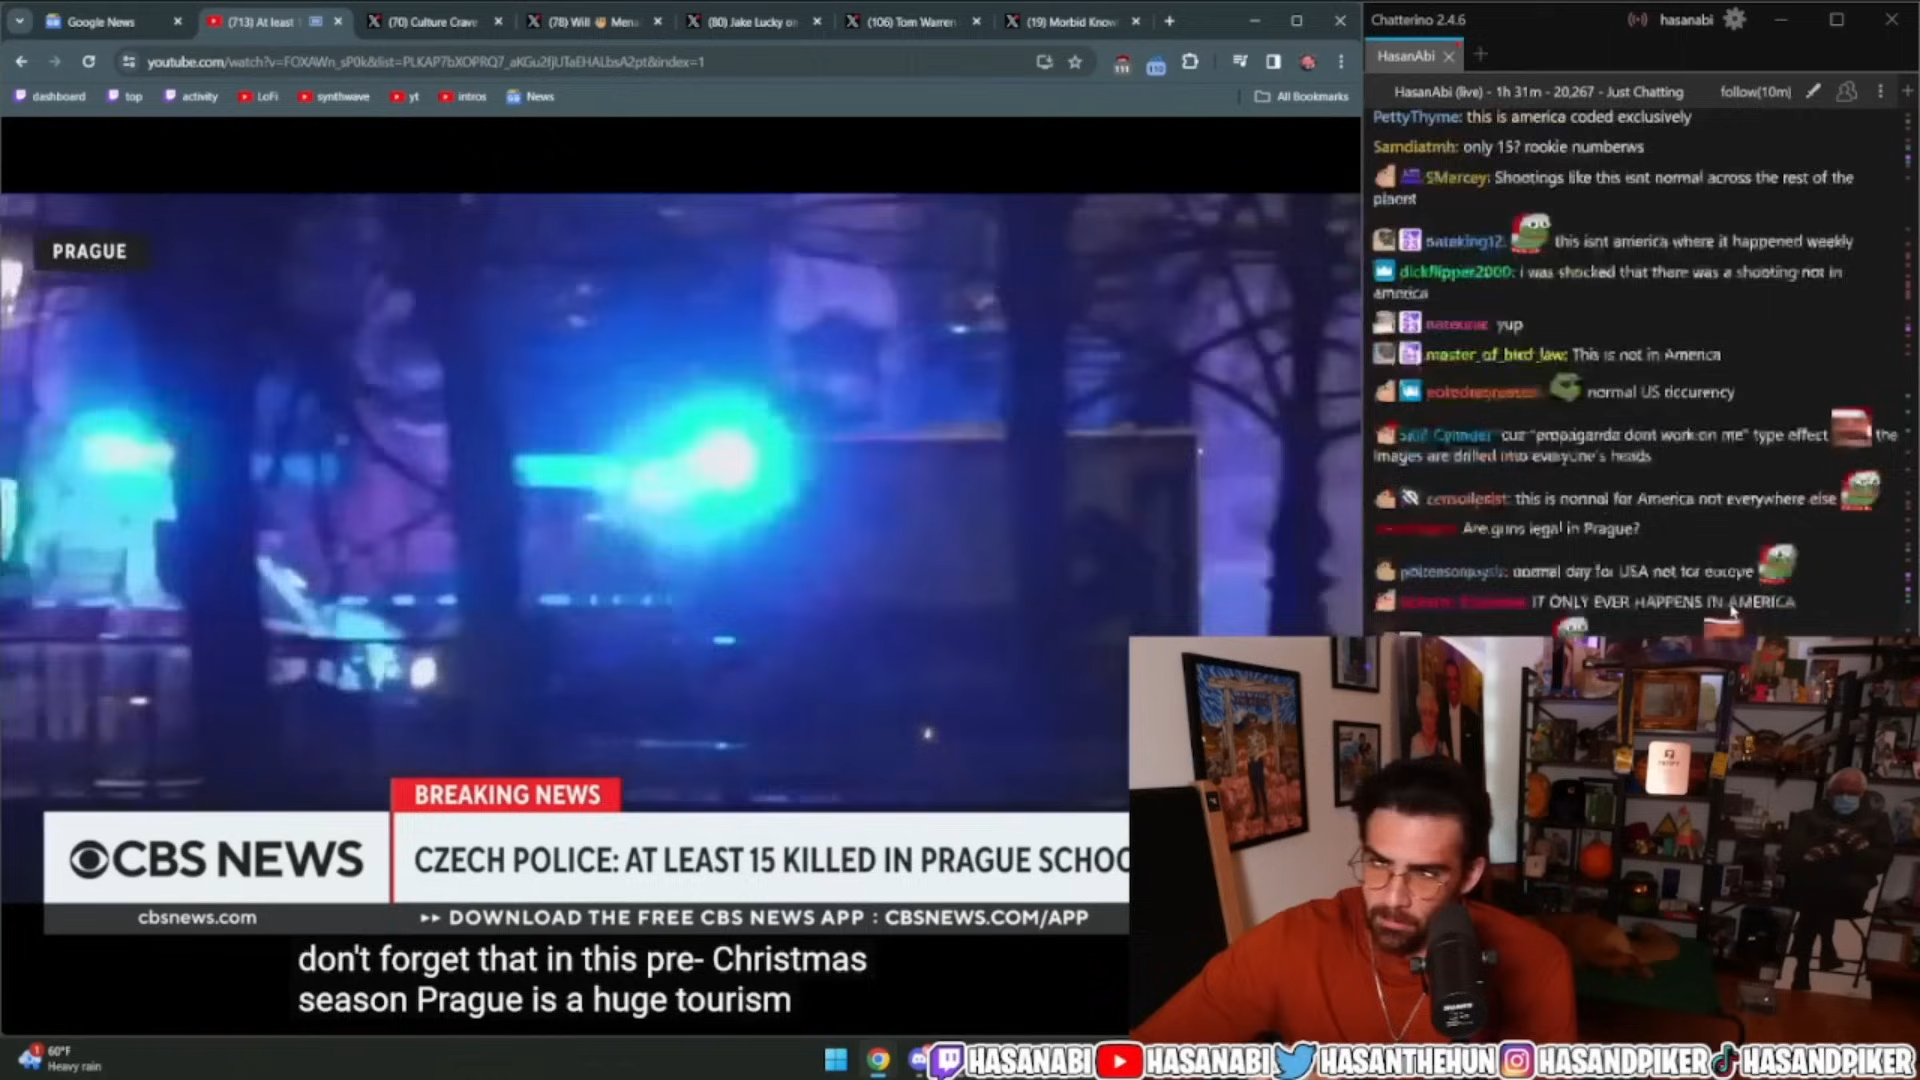 Google News
(713) At least
(70) Culture Crave
(78) Will
Mena
(80) Jake Lucky on
(106) Tom Warren
(19) Morbid Know
youtube.com/watch?v=FOXAWn_sP0k&list=PLKAP7bXOPRQ7_aKGu2fjUTaEHALbsA2pt&index=1
111
110
dashboard
top
activity
LoFi
synthwave
yt
intros
News
All Bookmarks
PRAGUE
BREAKING NEWS
CBS NEWS
CZECH POLICE: AT LEAST 15 KILLED IN PRAGUE SCHOO
cbsnews.com
DOWNLOAD THE FREE CBS NEWS APP : CBSNEWS.COM/APP
don't forget that in this pre- Christmas
season Prague is a huge tourism
Chatterino 2.4.6
hasanabi
HasanAbi
HasanAbi (live) - 1h 31m - 20,267 - Just Chatting
follow(10m)
PettyThyme: this is america coded exclusively
Samdiatmh: only 15? rookie numberws
SMercey: Shootings like this isnt normal across the rest of the
planet
this isnt america where it happened weekly
dickflipper2000: i was shocked that there was a shooting not in
america
yup
master_of_bird_law: This is not in America
normal US ticcurency
cuz "propaganda dont work on me" type effect the
images are drilled into everyone's heads
this is normal for America not everywhere else
Are guns legal in Prague?
normal day for USA not for europe
IT ONLY EVER HAPPENS IN AMERICA
1
60°F
Heavy rain
HASANABI
HASANABI
HASANTHEHUN
HASANDPIKER
HASANDPIKER